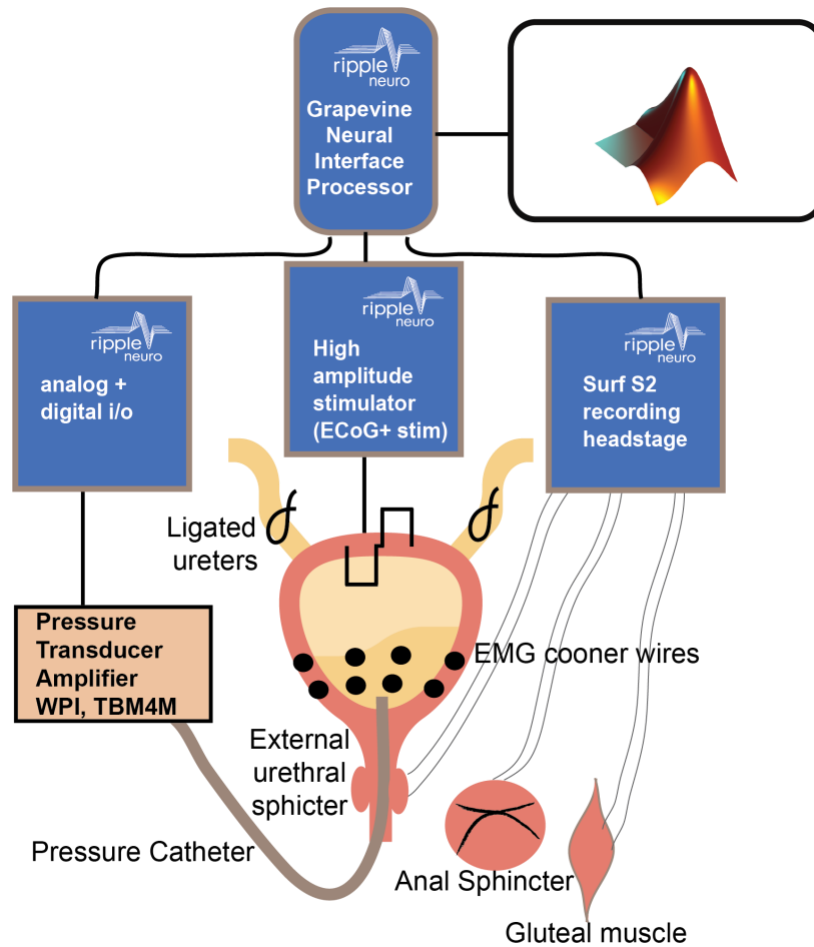 ripple
neuro
Grapevine
Neural
Interface
Processor
ripple
neuro
analog +
digital i/o
ripple
neuro
High
amplitude
stimulator
(ECoG+ stim)
ripple
neuro
Surf S2
recording
headstage
Ligated
ureters
Pressure
Transducer
Amplifier
WPI, TBM4M
EMG cooner wires
External
urethral
sphicter
Pressure Catheter
Anal Sphincter
Gluteal muscle